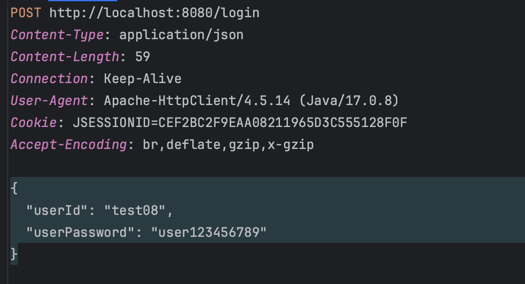 POST http://localhost:8080/login
Content-Type: application/json
Content-Length: 59
Connection: Keep-Alive
User-Agent: Apache-HttpClient/4.5.14 (Java/17.0.8)
Cookie: JSESSIONID=CEF2BC2F9EAA08211965D3C555128F0F
Accept-Encoding: br,deflate,gzip,x-gzip

{
  "userId": "test08",
  "userPassword": "user123456789"
}